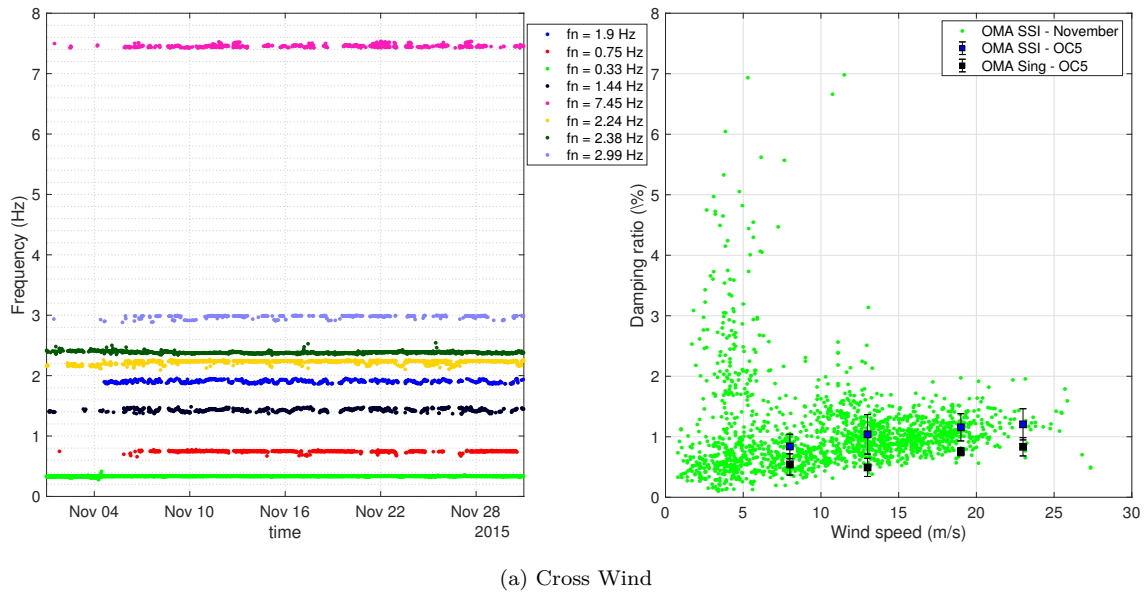 8
7
6
5
4
3
2
1
0
Frequency (Hz)
Nov 04
Nov 10
Nov 16
Nov 22
Nov 28
time
2015
fn = 1.9 Hz
fn = 0.75 Hz
fn = 0.33 Hz
fn = 1.44 Hz
fn = 7.45 Hz
fn = 2.24 Hz
fn = 2.38 Hz
fn = 2.99 Hz
8
7
6
5
4
3
2
1
0
Damping ratio (\%)
0
5
10
15
20
25
30
Wind speed (m/s)
OMA SSI - November
OMA SSI - OC5
OMA Sing - OC5
(a) Cross Wind